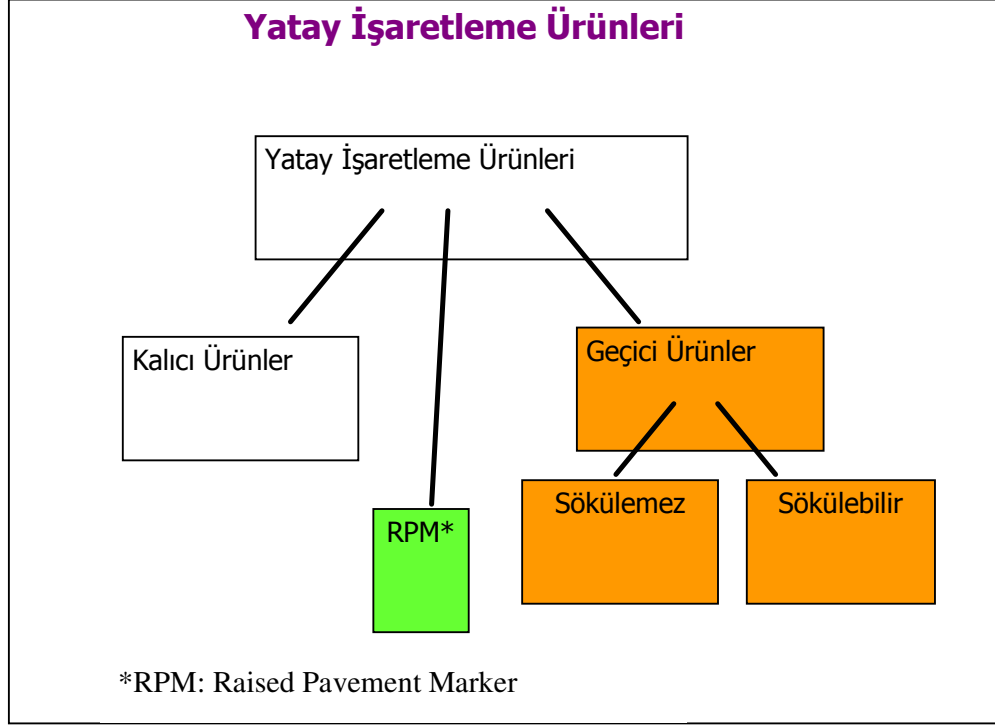 Yatay İşaretleme Ürünleri
Yatay İşaretleme Ürünleri
Kalıcı Ürünler
Geçici Ürünler
RPM*
Sökülemez
Sökülebilir
*RPM: Raised Pavement Marker